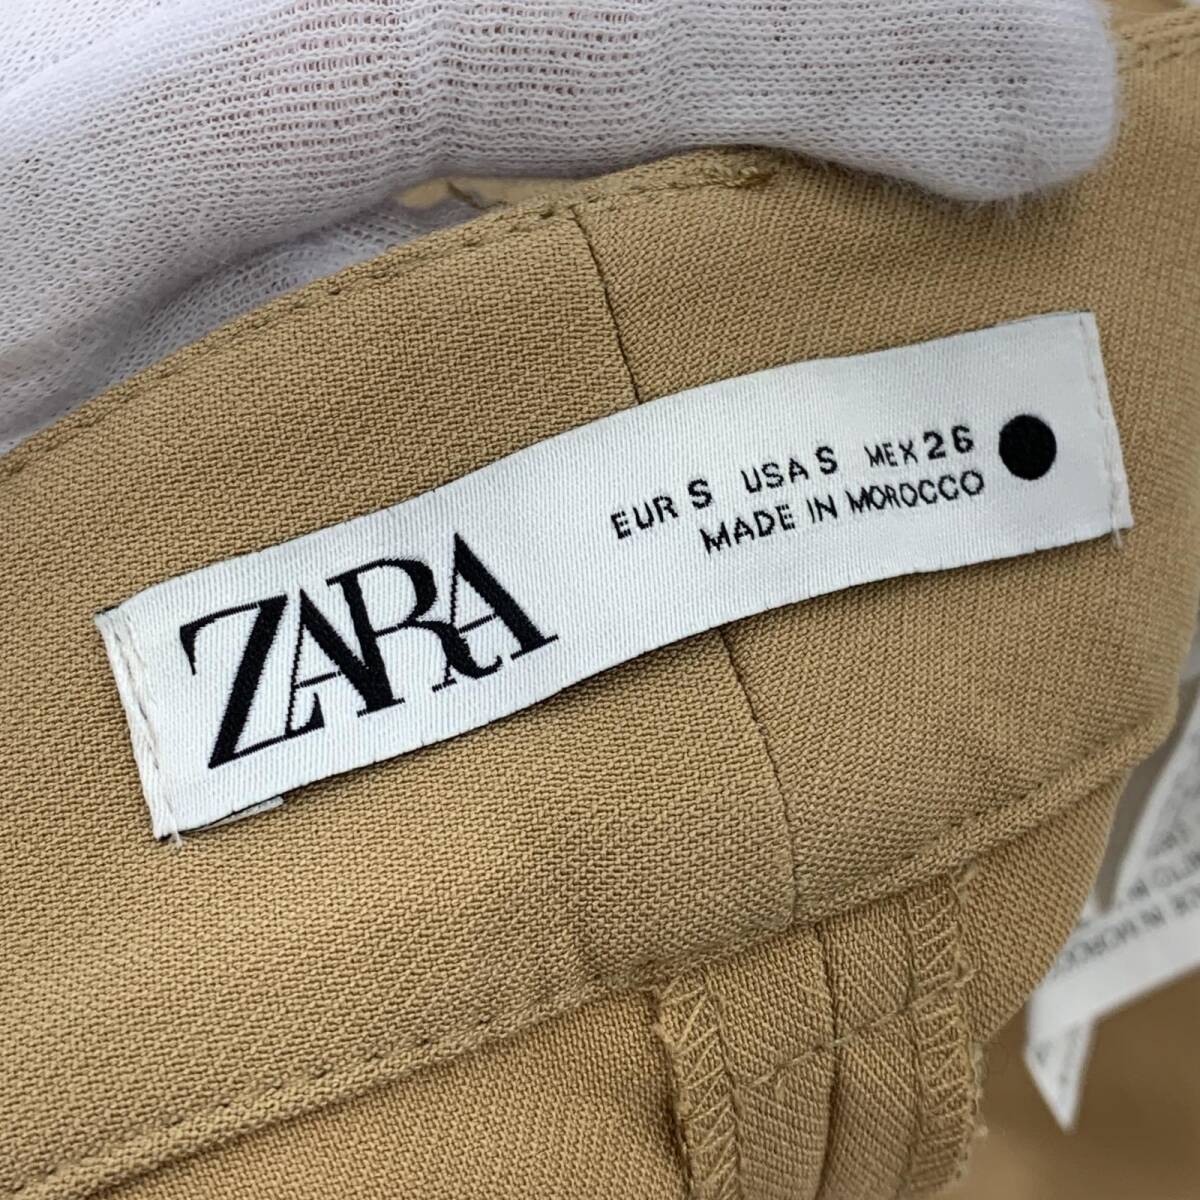 ZARA
EUR S USA S MEX 26
MADE IN MOROCCO